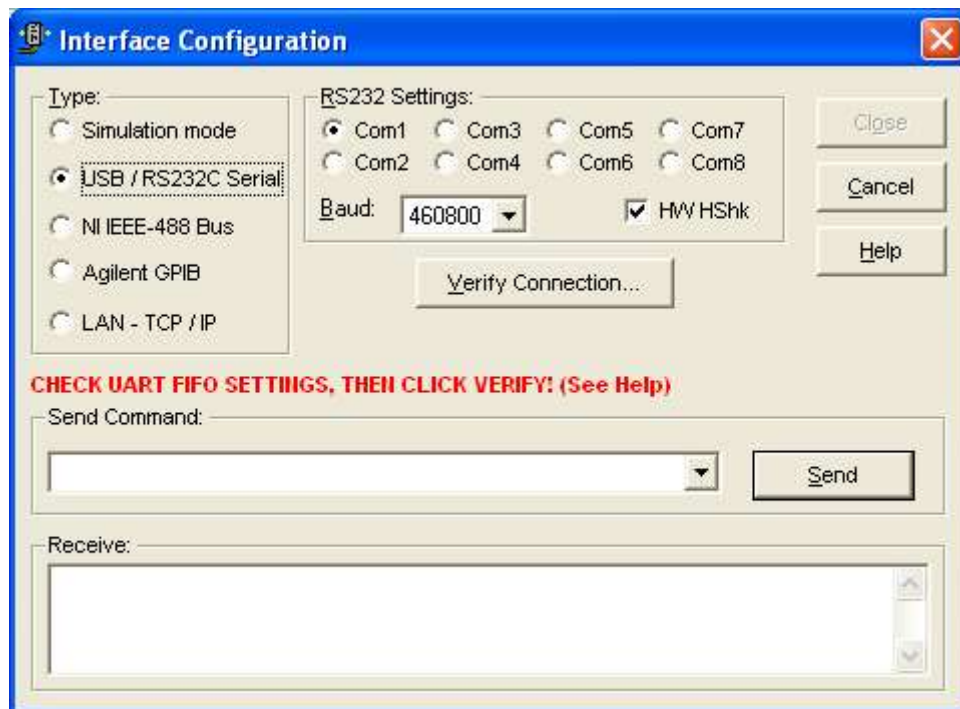 Interface Configuration
Type:
Simulation mode
USB / RS232C Serial
NI IEEE-488 Bus
Agilent GPIB
LAN - TCP / IP
RS232 Settings:
Com1 Com3 Com5 Com7
Com2 Com4 Com6 Com8
Baud: 460800 HW HShk
Verify Connection...
Close
Cancel
Help
CHECK UART FIFO SETTINGS, THEN CLICK VERIFY! (See Help)
Send Command:
Send
Receive: